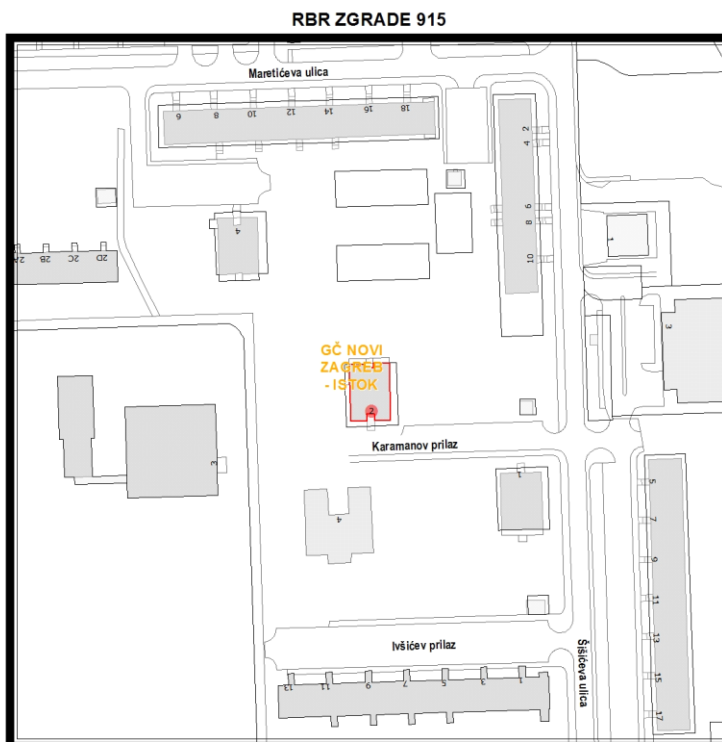 RBR ZGRADE 915
Maretićeva ulica
6
8
10
12
14
16
18
2
4
6
8
10
1
4
2A
2B
2C
2D
3
GČ NOVI
ZAGREB
- ISTOK
2
Karamanov prilaz
3
1
4
5
7
9
11
13
15
17
Ivšićev prilaz
Šišićeva ulica
13
11
9
7
5
3
1